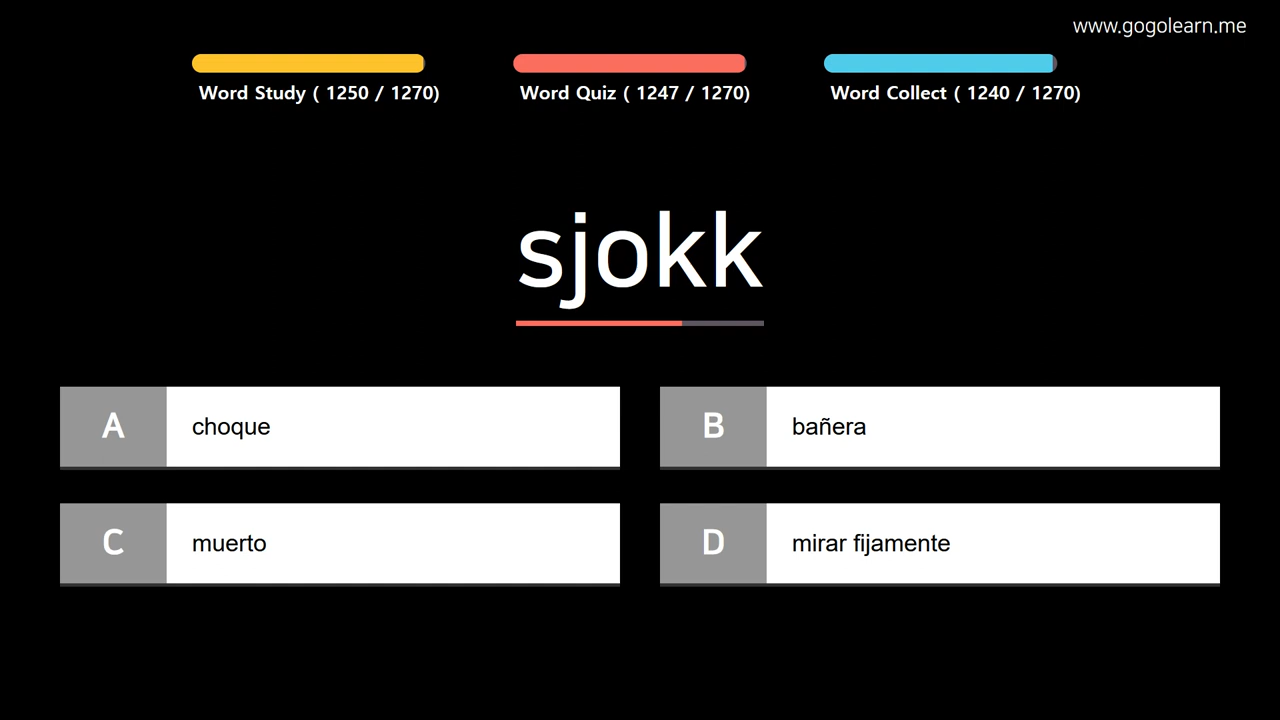 www.gogolearn.me
Word Study ( 1250 / 1270)
Word Quiz ( 1247 / 1270)
Word Collect ( 1240 / 1270)
sjokk
A choque
B bañera
C muerto
D mirar fijamente